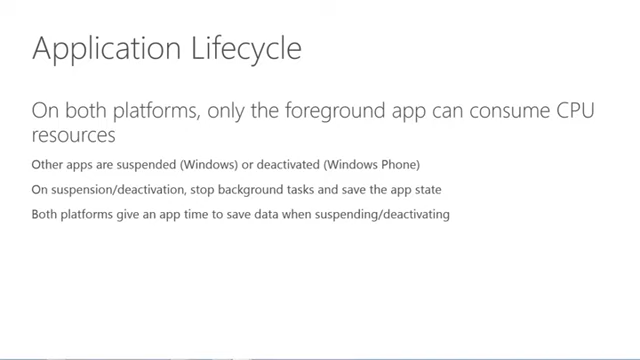 Application Lifecycle
On both platforms, only the foreground app can consume CPU
resources
Other apps are suspended (Windows) or deactivated (Windows Phone)
On suspension/deactivation, stop background tasks and save the app state
Both platforms give an app time to save data when suspending/deactivating